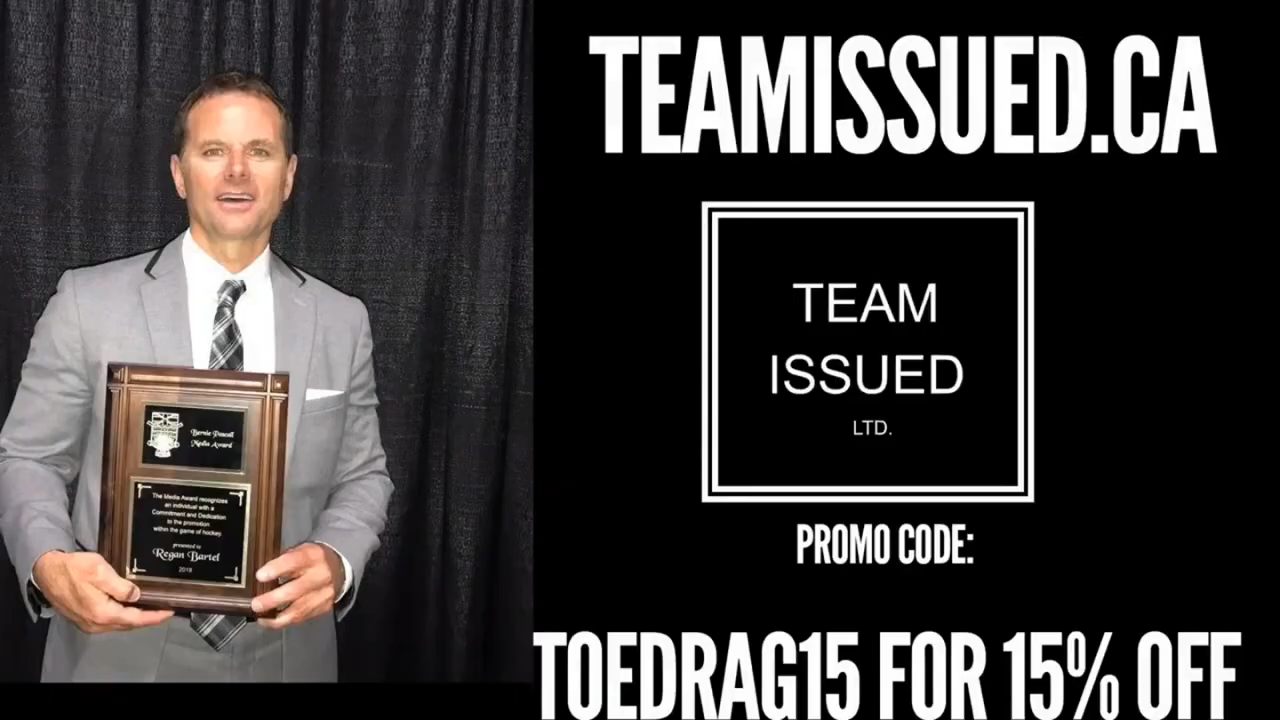 TEAMISSUED.CA
TEAM
ISSUED
LTD.
PROMO CODE:
TOEDRAG15 FOR 15% OFF
Bernie Pascall
Media Award
The Media Award recognizes
an individual with a
Commitment and Dedication
to the promotion
within the game of hockey
presented to
Regan Bartel
2019